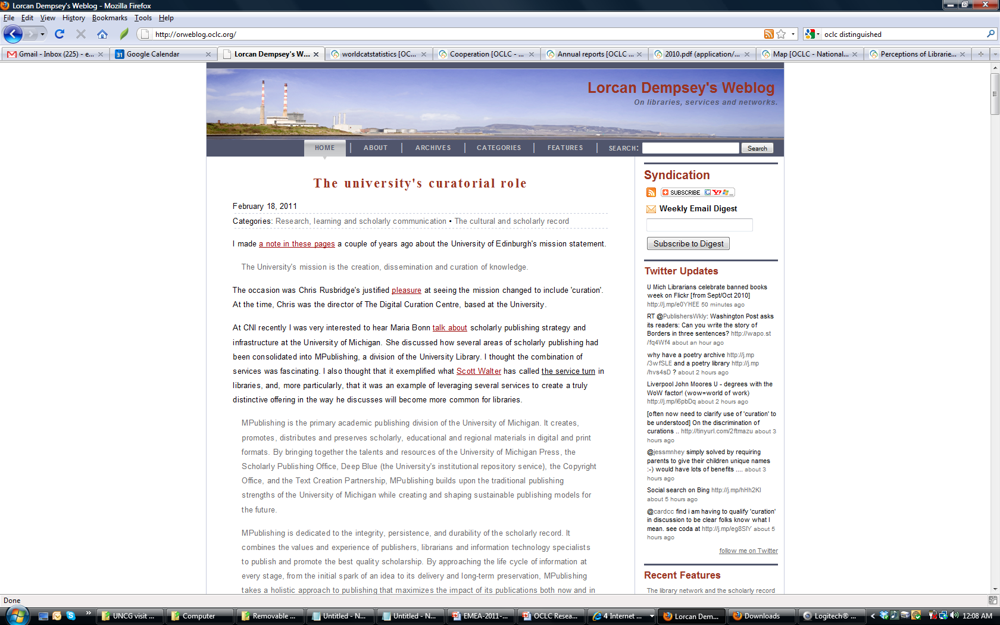 Lorcan Dempsey's Weblog - Mozilla Firefox
File Edit View History Bookmarks Tools Help
http://orweblog.oclc.org/
oclc distinguished
Gmail - Inbox (225) - e...
31 Google Calendar
Lorcan Dempsey's W...
worldcatstatistics [OC...
Cooperation [OCLC - ...
Annual reports [OCLC ...
2010.pdf (application/...
Map [OCLC - National...
Perceptions of Librarie...
Lorcan Dempsey's Weblog
On libraries, services and networks.
HOME ABOUT ARCHIVES CATEGORIES FEATURES SEARCH: Search
The university's curatorial role
February 18, 2011
Categories: Research, learning and scholarly communication • The cultural and scholarly record
I made a note in these pages a couple of years ago about the University of Edinburgh's mission statement.
The University's mission is the creation, dissemination and curation of knowledge.
The occasion was Chris Rusbridge's justified pleasure at seeing the mission changed to include 'curation'.
At the time, Chris was the director of The Digital Curation Centre, based at the University.
At CNI recently I was very interested to hear Maria Bonn talk about scholarly publishing strategy and
infrastructure at the University of Michigan. She discussed how several areas of scholarly publishing had
been consolidated into MPublishing, a division of the University Library. I thought the combination of
services was fascinating. I also thought that it exemplified what Scott Walter has called the service turn in
libraries, and, more particularly, that it was an example of leveraging several services to create a truly
distinctive offering in the way he discusses will become more common for libraries.
MPublishing is the primary academic publishing division of the University of Michigan. It creates,
promotes, distributes and preserves scholarly, educational and regional materials in digital and print
formats. By bringing together the talents and resources of the University of Michigan Press, the
Scholarly Publishing Office, Deep Blue (the University's institutional repository service), the Copyright
Office, and the Text Creation Partnership, MPublishing builds upon the traditional publishing
strengths of the University of Michigan while creating and shaping sustainable publishing models for
the future.
MPublishing is dedicated to the integrity, persistence, and durability of the scholarly record. It
combines the values and experience of publishers, librarians and information technology specialists
to publish and promote the best quality scholarship. By approaching the life cycle of information at
every stage, from the initial spark of an idea to its delivery and long-term preservation, MPublishing
takes a holistic approach to publishing that maximizes the impact of its publications both now and in
Syndication
SUBSCRIBE
Weekly Email Digest
Subscribe to Digest
Twitter Updates
U Mich Librarians celebrate banned books
week on Flickr [from Sept/Oct 2010]
http://j.mp/e0YHEE 50 minutes ago
RT @PublishersWkly: Washington Post asks
its readers: Can you write the story of
Borders in three sentences? http://wapo.st
/fq4Wf4 about an hour ago
why have a poetry archive http://j.mp
/3wfSLE and a poetry library http://j.mp
/hvs4sD ? about 2 hours ago
Liverpool John Moores U - degrees with the
WoW factor! (wow=world of work)
http://j.mp/i6pbDq about 2 hours ago
[often now need to clarify use of 'curation' to
be understood] On the discrimination of
curations .. http://tinyurl.com/2ftmazu about 3
hours ago
@jessmnhey simply solved by requiring
parents to give their children unique names
:-) would have lots of benefits .... about 3
hours ago
Social search on Bing http://j.mp/hHh2KI
about 5 hours ago
@cardcc find i am having to qualify 'curation'
in discussion to be clear folks know what I
mean. see coda at http://j.mp/eg8SIY about 5
hours ago
follow me on Twitter
Recent Features
The library network and the scholarly record
Done
UNCG visit ...
Computer
Removable ...
Untitled - N...
Untitled - N...
EMEA-2011-...
OCLC Resea...
4 Internet ...
Lorcan Dem...
Downloads
Logitech® ...
12:08 AM